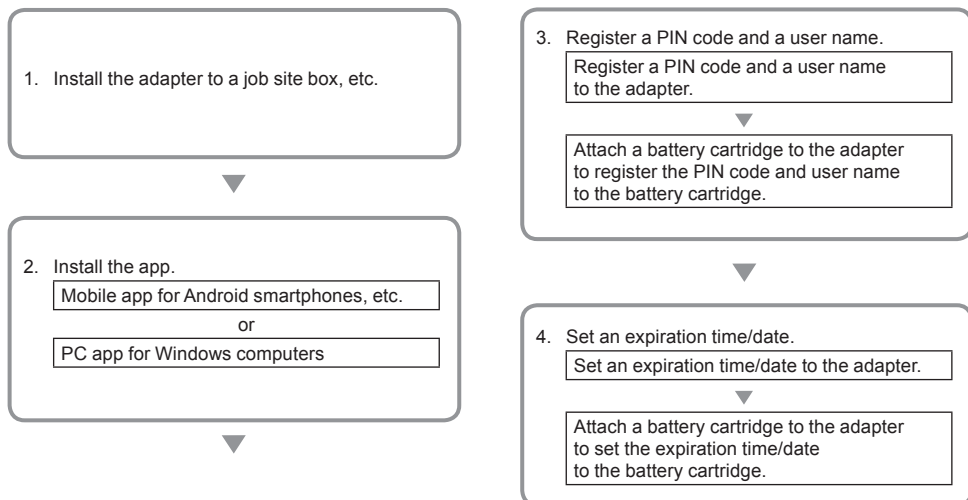 1. Install the adapter to a job site box, etc.
2. Install the app.
Mobile app for Android smartphones, etc.
or
PC app for Windows computers
3. Register a PIN code and a user name.
Register a PIN code and a user name
to the adapter.
Attach a battery cartridge to the adapter
to register the PIN code and user name
to the battery cartridge.
4. Set an expiration time/date.
Set an expiration time/date to the adapter.
Attach a battery cartridge to the adapter
to set the expiration time/date
to the battery cartridge.